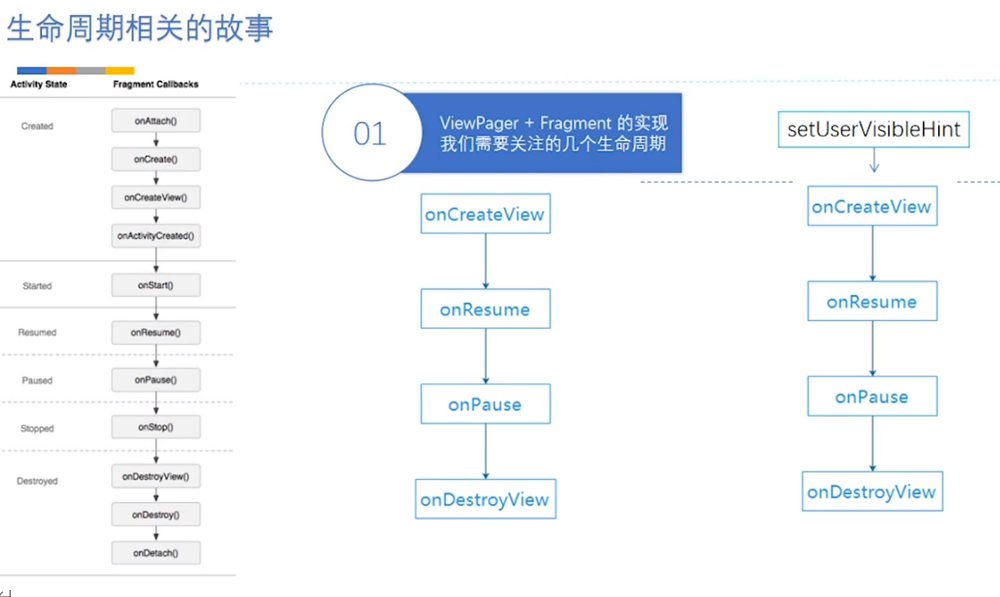 生命周期相关的故事
Activity State
Fragment Callbacks
Created
onAttach()
onCreate()
onCreateView()
onActivityCreated()
Started
onStart()
Resumed
onResume()
Paused
onPause()
Stopped
onStop()
Destroyed
onDestroyView()
onDestroy()
onDetach()
01
ViewPager + Fragment 的实现
我们需要关注的几个生命周期
onCreateView
onResume
onPause
onDestroyView
setUserVisibleHint
onCreateView
onResume
onPause
onDestroyView